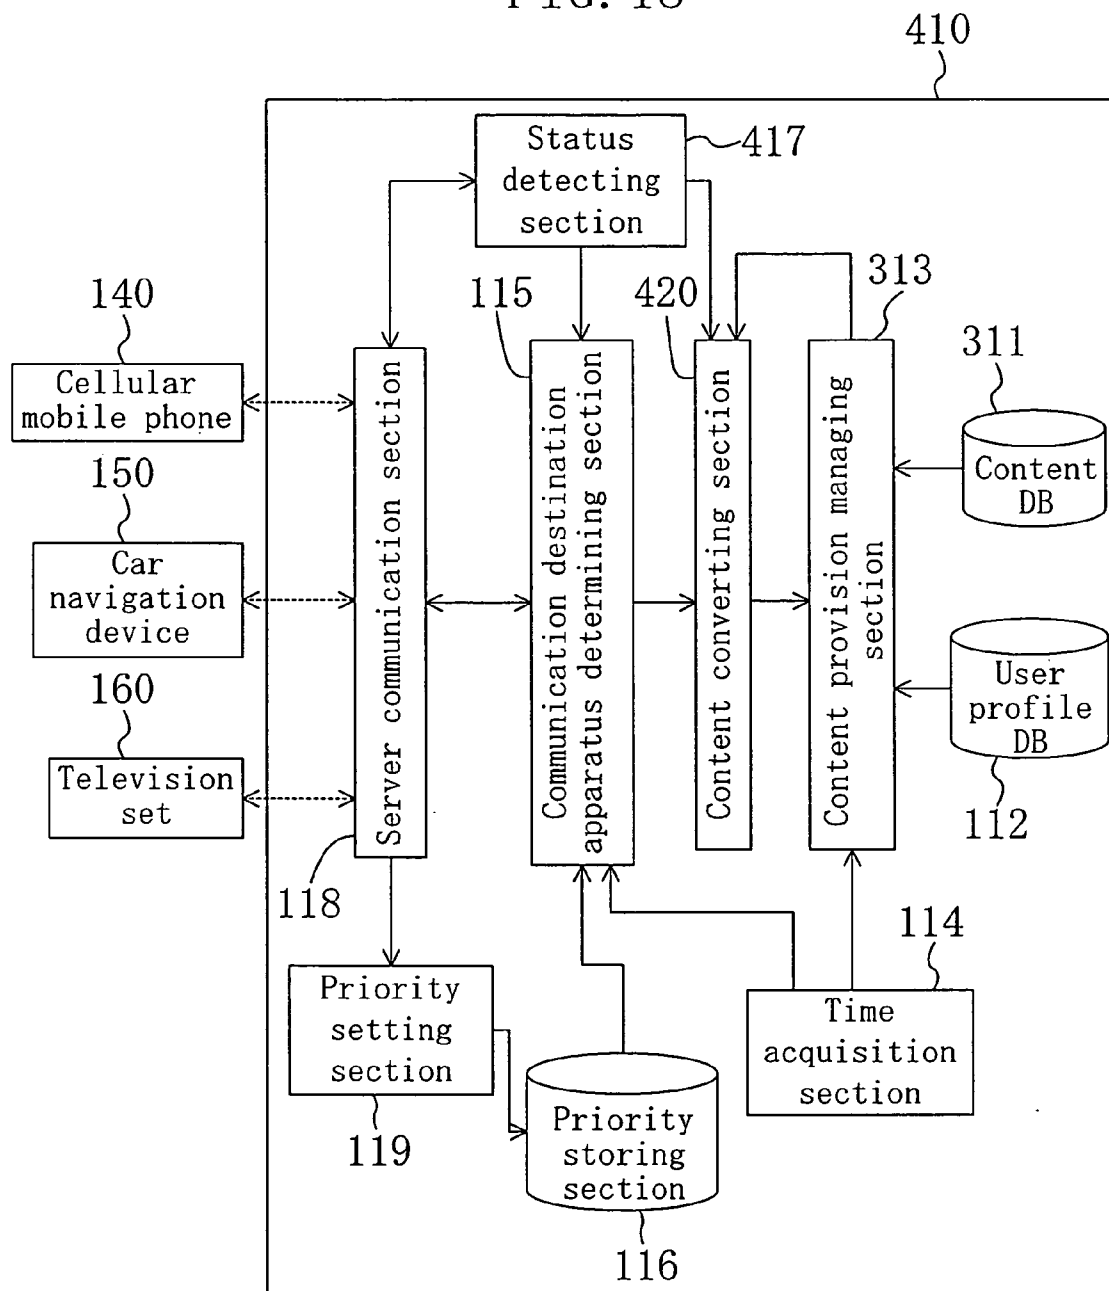 410
Status
detecting
section
417
115
420
313
140
Cellular
mobile phone
311
Content
DB
150
Car
navigation
device
Server communication section
Communication destination
apparatus determining section
Content converting section
Content provision managing
section
User
profile
DB
112
160
Television
set
118
114
Time
acquisition
section
Priority
setting
section
119
Priority
storing
section
116